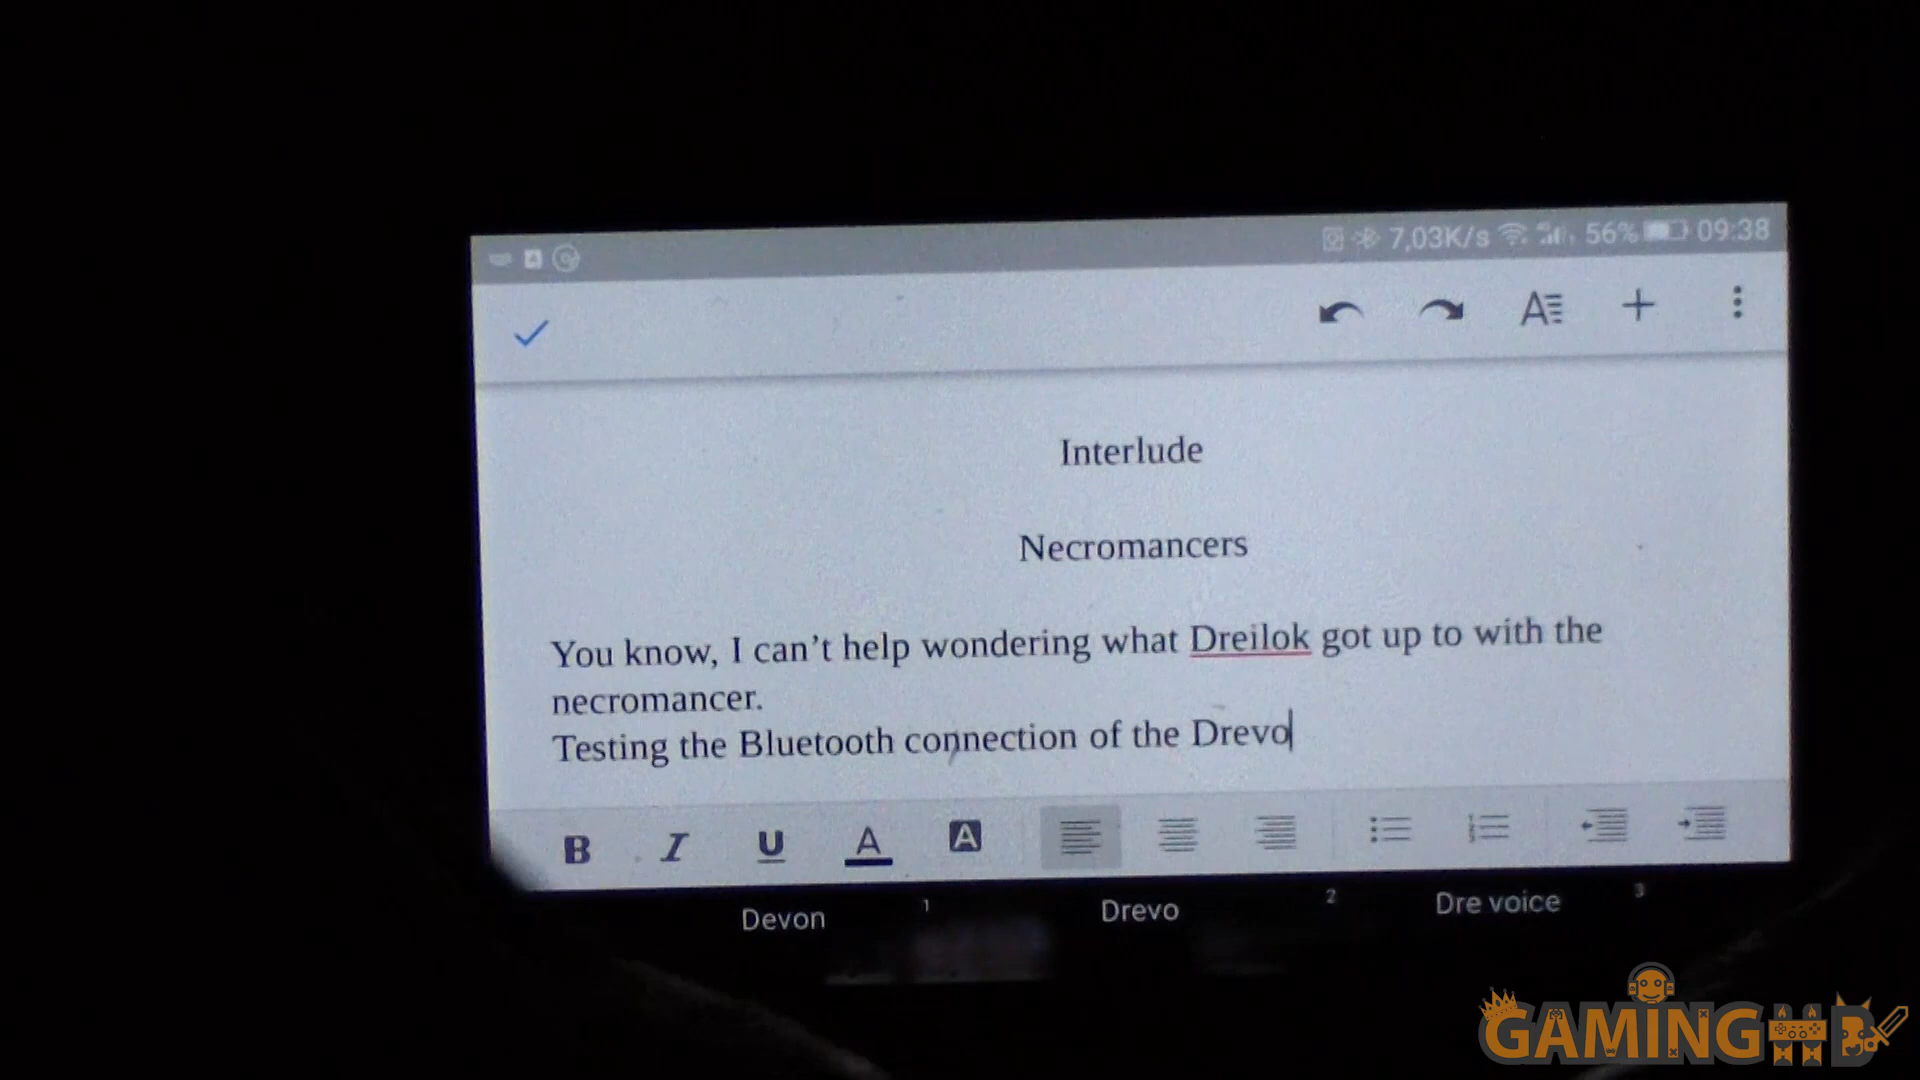 7,03K/s 56% 09:38
Interlude
Necromancers
You know, I can’t help wondering what Dreilok got up to with the
necromancer.
Testing the Bluetooth connection of the Drevo
B I U A A
Devon 1 Drevo 2 Dre voice 3
GAMING HB